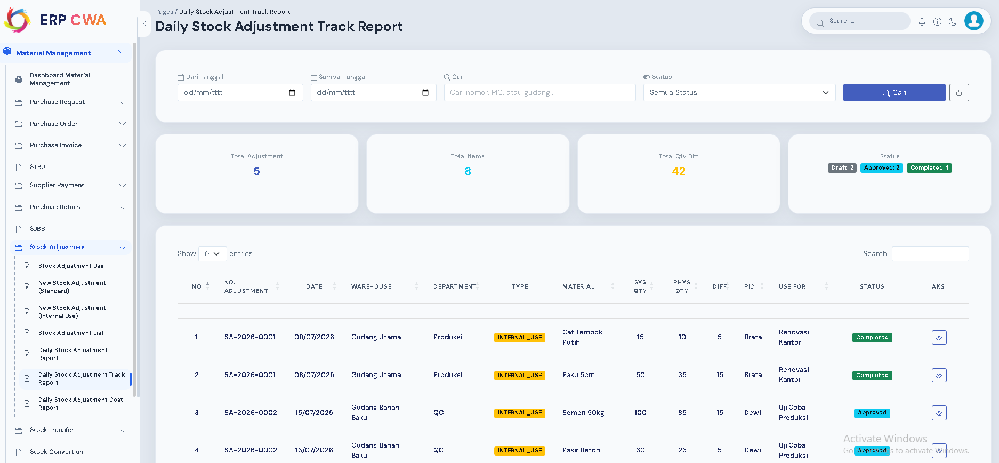 ERP CWA
Material Management
Dashboard Material
Management
Purchase Request
Purchase Order
Purchase Invoice
STBJ
Supplier Payment
Purchase Return
SJBB
Stock Adjustment
Stock Adjustment Use
New Stock Adjustment
(Standard)
New Stock Adjustment
(Internal Use)
Stock Adjustment List
Daily Stock Adjustment
Report
Daily Stock Adjustment Track
Report
Daily Stock Adjustment Cost
Report
Stock Transfer
Stock Convertion
Pages / Daily Stock Adjustment Track Report
Daily Stock Adjustment Track Report
Search...
Dari Tanggal
dd/mm/tttt
Sampai Tanggal
dd/mm/tttt
Cari
Cari nomor, PIC, atau gudang...
Status
Semua Status
Cari
Total Adjustment
5
Total Items
8
Total Qty Diff
42
Status
Draft: 2 Approved: 2 Completed: 1
Show 10 entries
Search:
NO NO. ADJUSTMENT DATE WAREHOUSE DEPARTMENT TYPE MATERIAL SYS QTY PHYS QTY DIFF PIC USE FOR STATUS AKSI
1 SA-2026-0001 08/07/2026 Gudang Utama Produksi INTERNAL_USE Cat Tembok Putih 15 10 5 Brata Renovasi Kantor Completed
2 SA-2026-0001 08/07/2026 Gudang Utama Produksi INTERNAL_USE Paku 5cm 50 35 15 Brata Renovasi Kantor Completed
3 SA-2026-0002 15/07/2026 Gudang Bahan Baku QC INTERNAL_USE Semen 50kg 100 85 15 Dewi Uji Coba Produksi Approved
4 SA-2026-0002 15/07/2026 Gudang Bahan Baku QC INTERNAL_USE Pasir Beton 30 25 5 Dewi Uji Coba Produksi Approved
Activate Windows
to activate Windows.